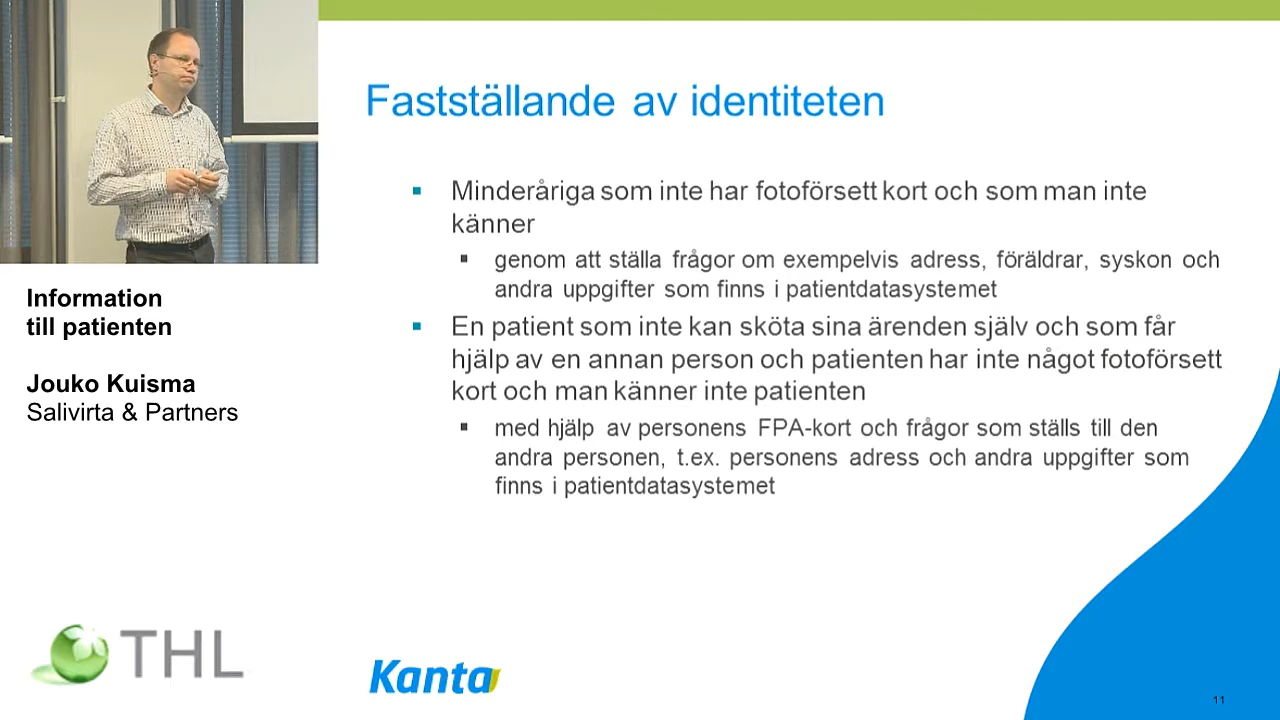 Fastställande av identiteten
Minderåriga som inte har fotoförsett kort och som man inte
känner
genom att ställa frågor om exempelvis adress, föräldrar, syskon och
andra uppgifter som finns i patientdatasystemet
En patient som inte kan sköta sina ärenden själv och som får
hjälp av en annan person och patienten har inte något fotoförsett
kort och man känner inte patienten
med hjälp av personens FPA-kort och frågor som ställs till den
andra personen, t.ex. personens adress och andra uppgifter som
finns i patientdatasystemet
Information
till patienten
Jouko Kuisma
Salivirta & Partners
THL
Kanta
11